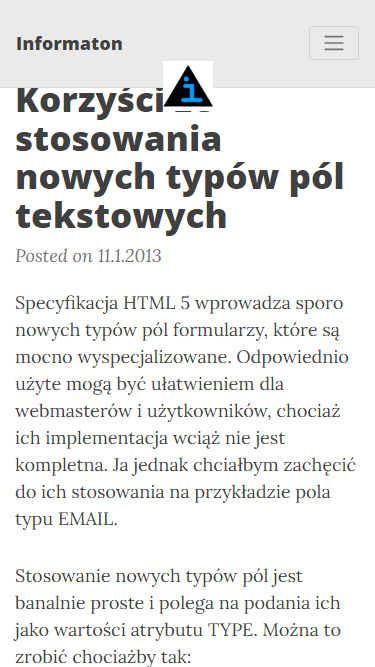 Informaton
i
Korzyści ze
stosowania
nowych typów pól
tekstowych
Posted on 11.1.2013
Specyfikacja HTML 5 wprowadza sporo
nowych typów pól formularzy, które są
mocno wyspecjalizowane. Odpowiednio
użyte mogą być ułatwieniem dla
webmasterów i użytkowników, chociaż
ich implementacja wciąż nie jest
kompletna. Ja jednak chciałbym zachęcić
do ich stosowania na przykładzie pola
typu EMAIL.
Stosowanie nowych typów pól jest
banalnie proste i polega na podania ich
jako wartości atrybutu TYPE. Można to
zrobić chociażby tak: